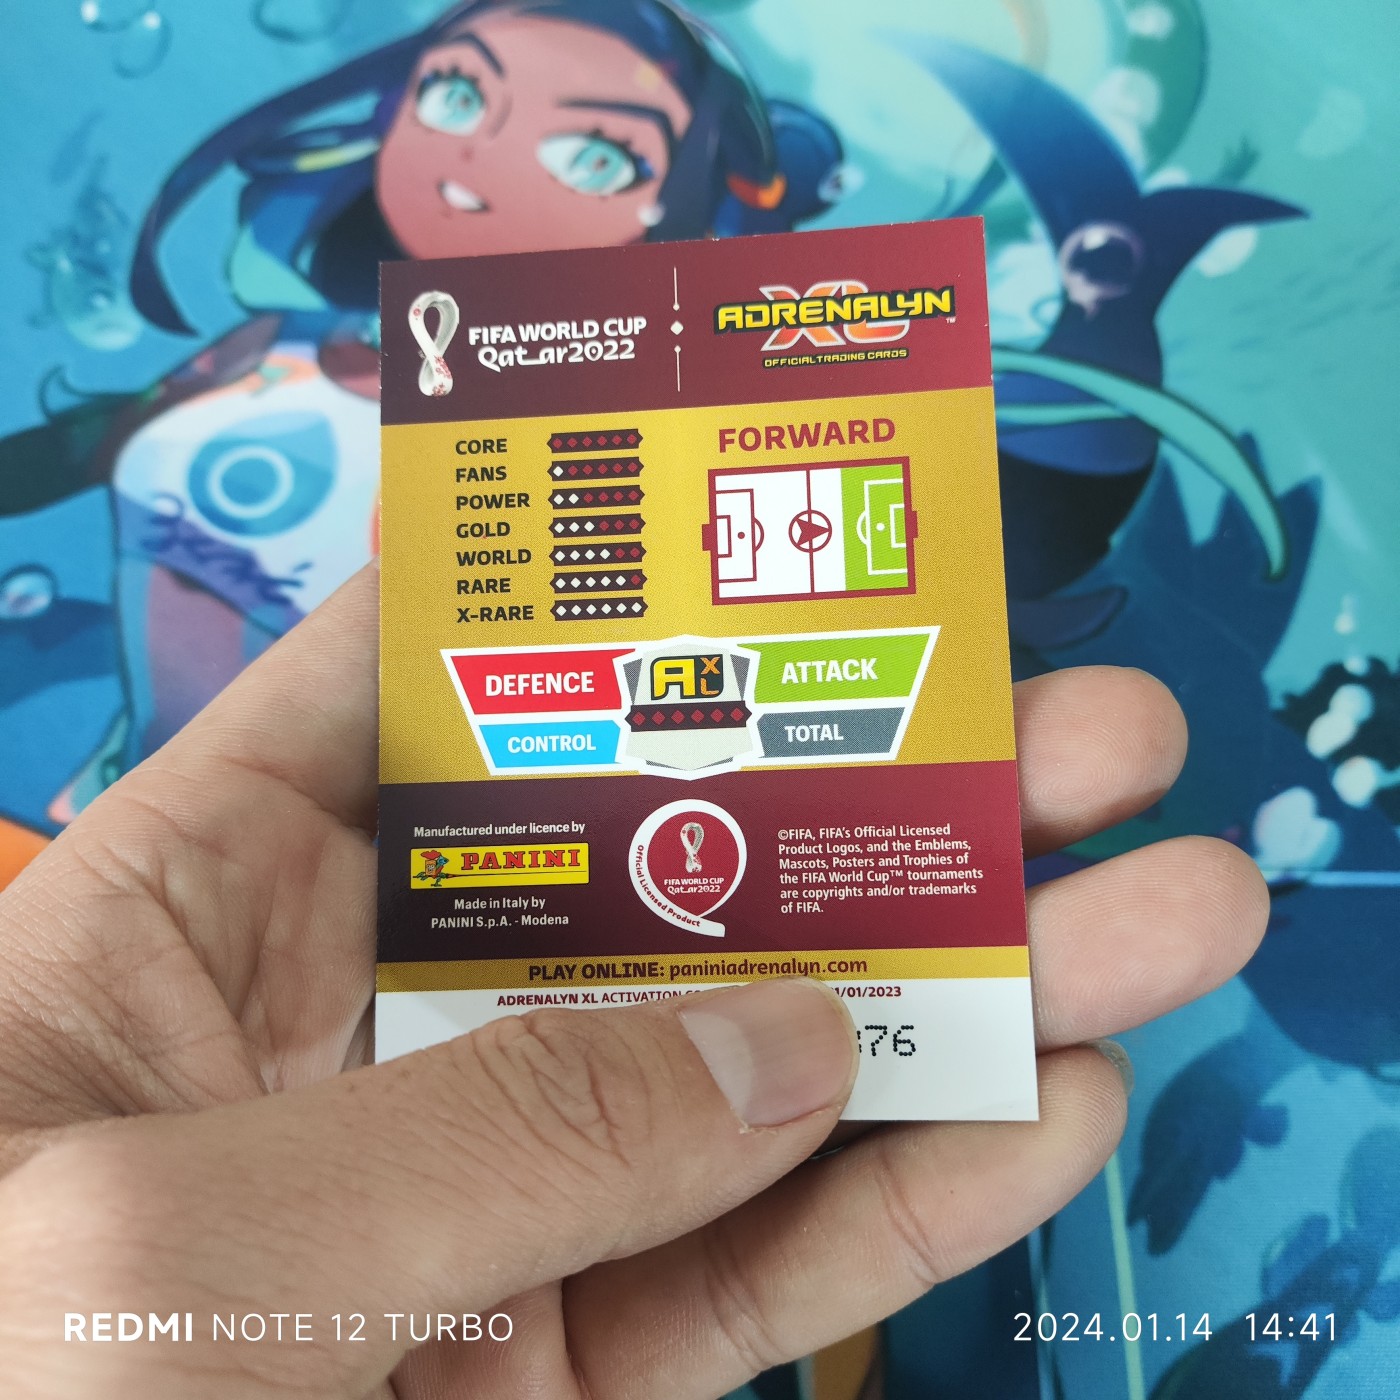 FIFA WORLD CUP
Qatar2022
ADRENALYN
XL
™
OFFICIAL TRADING CARDS
CORE
FANS
POWER
GOLD
WORLD
RARE
X-RARE
FORWARD
DEFENCE
CONTROL
AXL
ATTACK
TOTAL
Manufactured under licence by
PANINI
Made in Italy by
PANINI S.p.A. - Modena
FIFA WORLD CUP
Qatar2022
Official Licensed Product
©FIFA, FIFA's Official Licensed
Product Logos, and the Emblems,
Mascots, Posters and Trophies of
the FIFA World Cup™ tournaments
are copyrights and/or trademarks
of FIFA.
PLAY ONLINE: paniniadrenalyn.com
ADRENALYN XL ACTIVATION 1/01/2023
76
REDMI NOTE 12 TURBO
2024.01.14 14:41